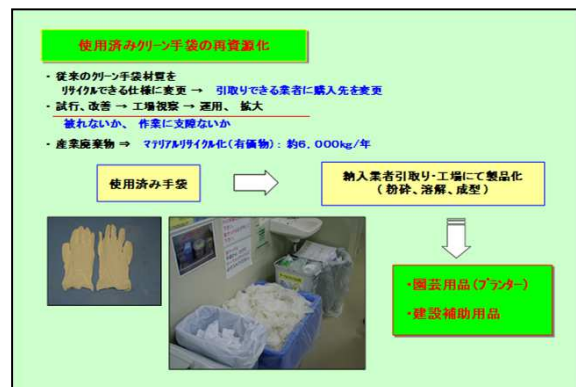 使用済みクリーン手袋の再資源化
・従来のクリーン手袋材質を
リサイクルできる仕様に変更 → 引取りできる業者に購入先を変更
・試行、改善 → 工場視察 → 運用、拡大
破れないか、作業に支障ないか
・産業廃棄物 ⇒ マテリアルリサイクル化(有価物):約6,000kg/年
使用済み手袋
納入業者引取り・工場にて製品化
(粉砕、溶解、成型)
・園芸用品(プランター)
・建設補助用品